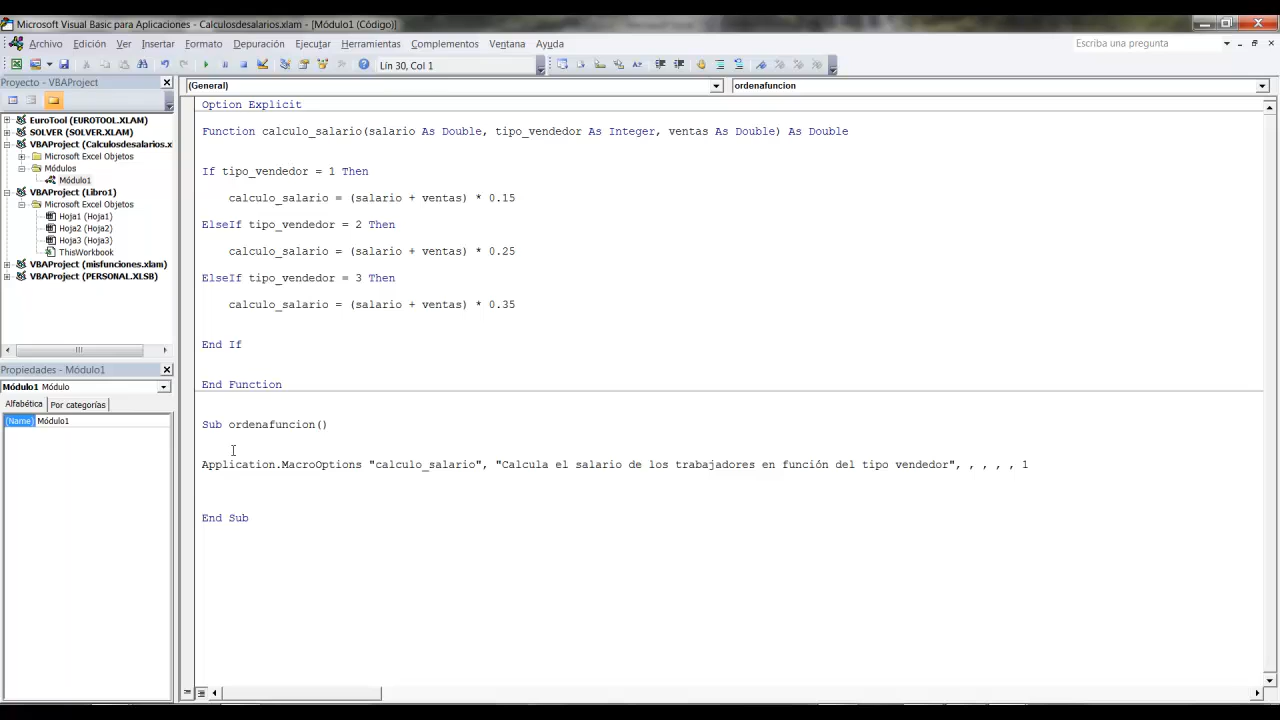 Microsoft Visual Basic para Aplicaciones - Calculosdesalarios.xlam - [Módulo1 (Código)]
Archivo Edición Ver Insertar Formato Depuración Ejecutar Herramientas Complementos Ventana Ayuda Escriba una pregunta
Lín 30, Col 1
Proyecto - VBAProject
(General) ordenafuncion
EuroTool (EUROTOOL.XLAM)
SOLVER (SOLVER.XLAM)
VBAProject (Calculosdesalarios.x
Microsoft Excel Objetos
Módulos
Módulo1
VBAProject (Libro1)
Microsoft Excel Objetos
Hoja1 (Hoja1)
Hoja2 (Hoja2)
Hoja3 (Hoja3)
ThisWorkbook
VBAProject (misfunciones.xlam)
VBAProject (PERSONAL.XLSB)
Propiedades - Módulo1
Módulo1 Módulo
Alfabética Por categorías
(Name) Módulo1
Option Explicit
Function calculo_salario(salario As Double, tipo_vendedor As Integer, ventas As Double) As Double
If tipo_vendedor = 1 Then
calculo_salario = (salario + ventas) * 0.15
ElseIf tipo_vendedor = 2 Then
calculo_salario = (salario + ventas) * 0.25
ElseIf tipo_vendedor = 3 Then
calculo_salario = (salario + ventas) * 0.35
End If
End Function
Sub ordenafuncion()
Application.MacroOptions "calculo_salario", "Calcula el salario de los trabajadores en función del tipo vendedor", , , , , 1
End Sub